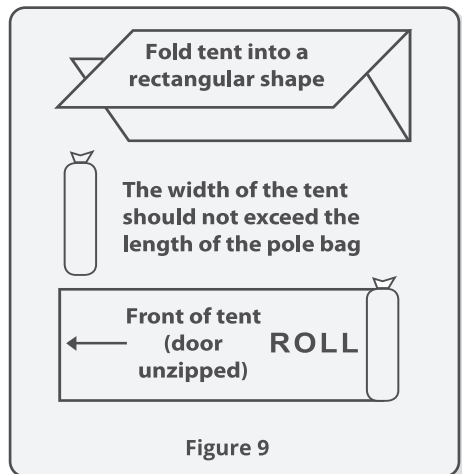 Fold tent into a
rectangular shape
The width of the tent
should not exceed the
length of the pole bag
Front of tent
(door
unzipped)
ROLL
Figure 9